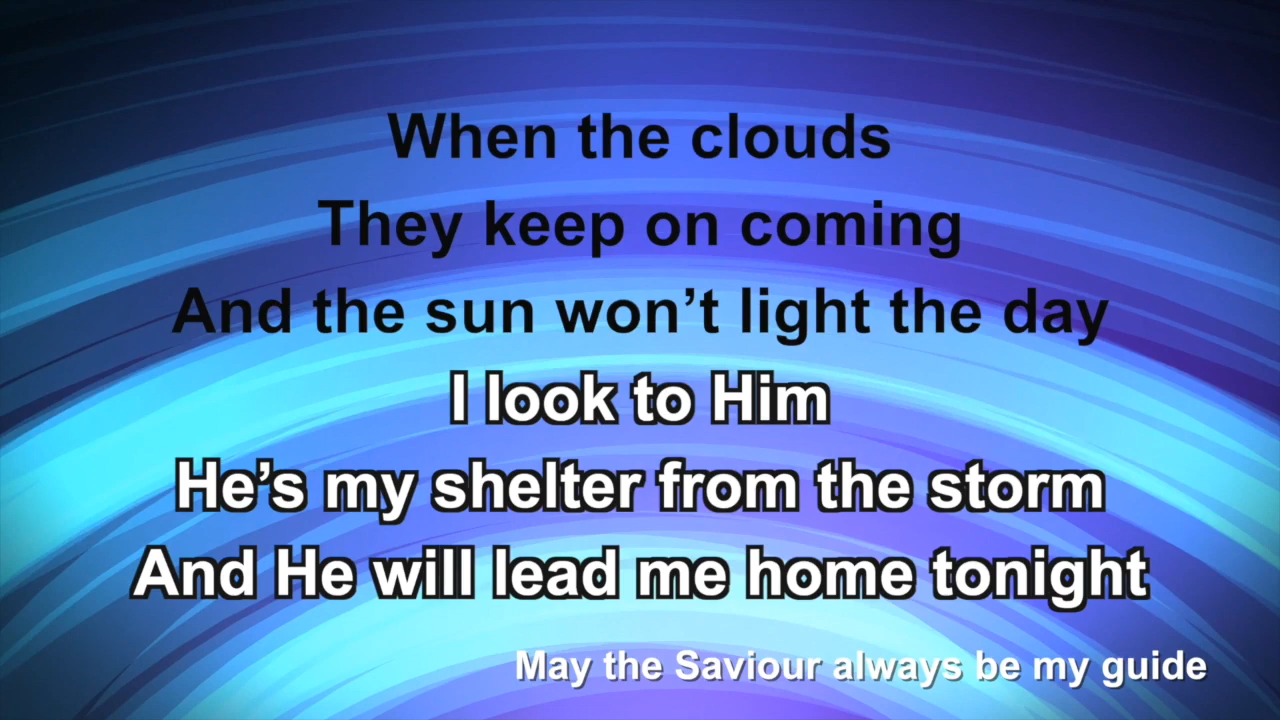 When the clouds
They keep on coming
And the sun won’t light the day
I look to Him
He’s my shelter from the storm
And He will lead me home tonight
May the Saviour always be my guide